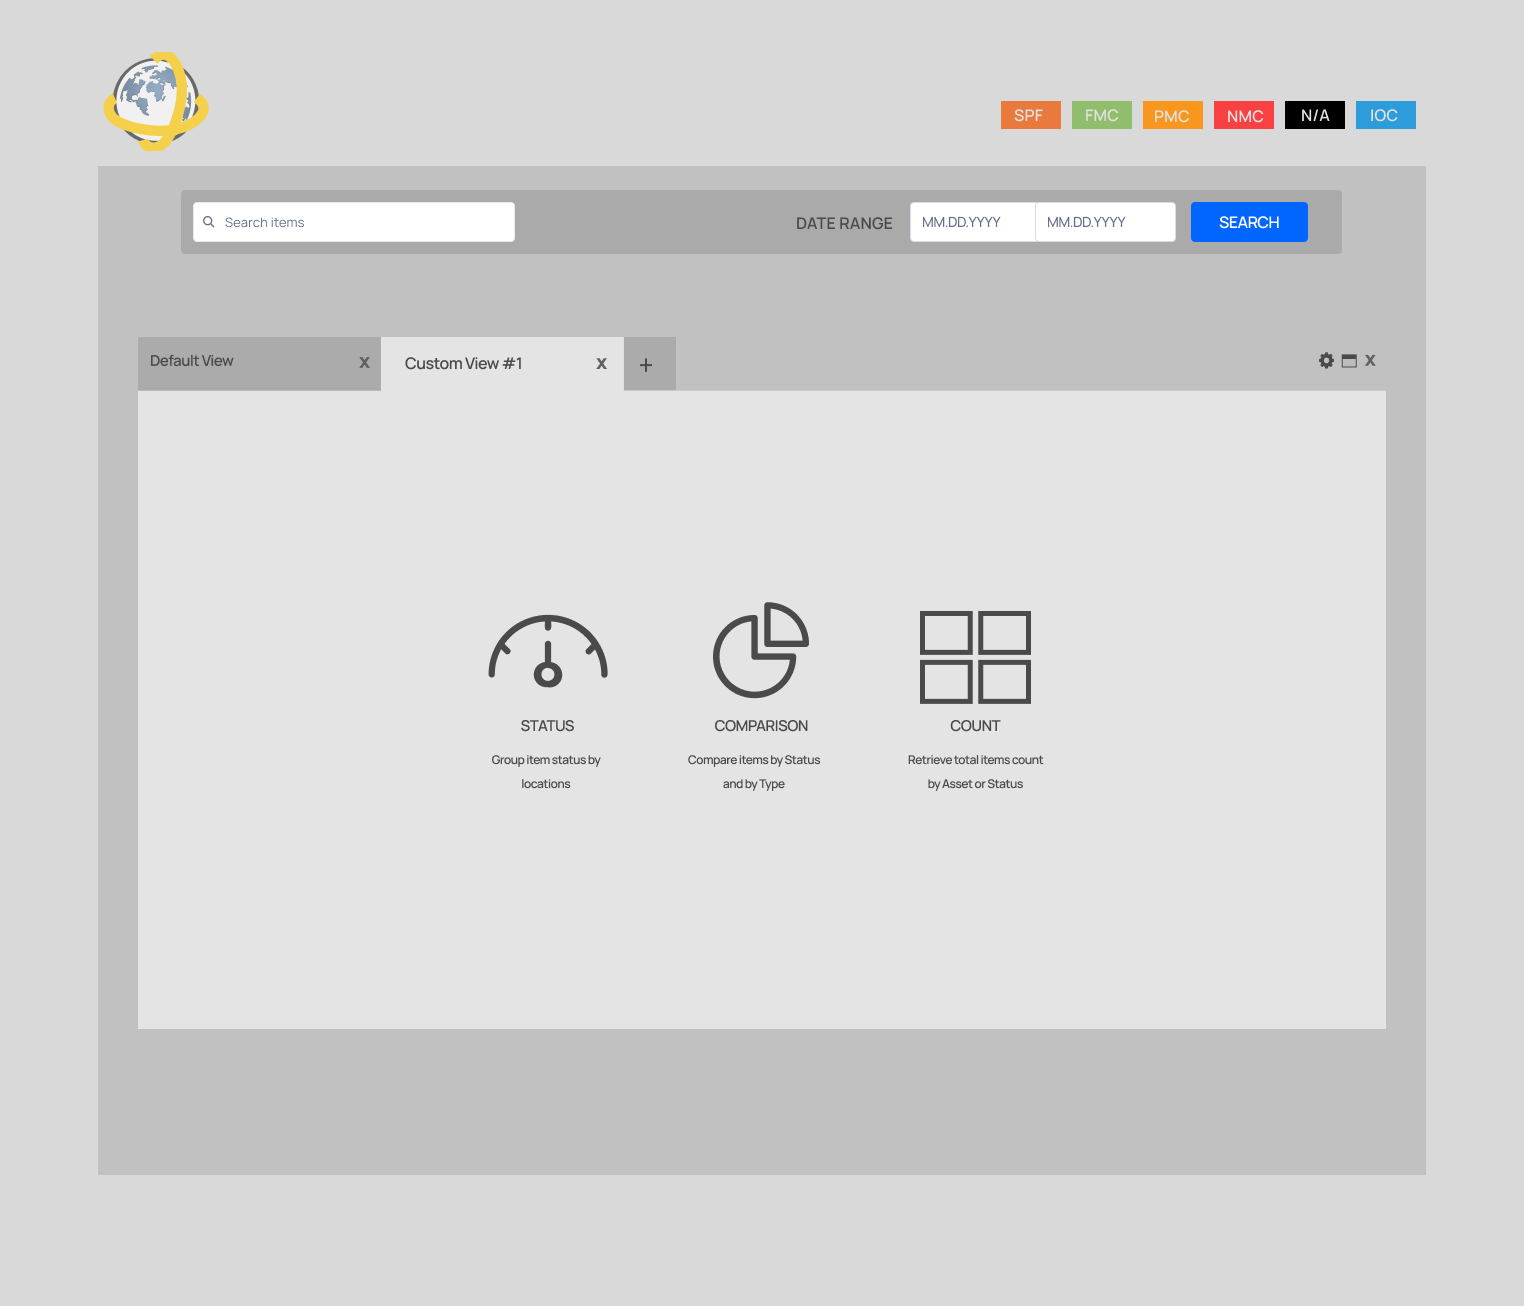 SPF FMC PMC NMC N/A IOC
Search items DATE RANGE MM.DD.YYYY MM.DD.YYYY SEARCH
Default View X Custom View #1 X + X
STATUS COMPARISON COUNT
Group item status by
locations
Compare items by Status
and by Type
Retrieve total items count
by Asset or Status